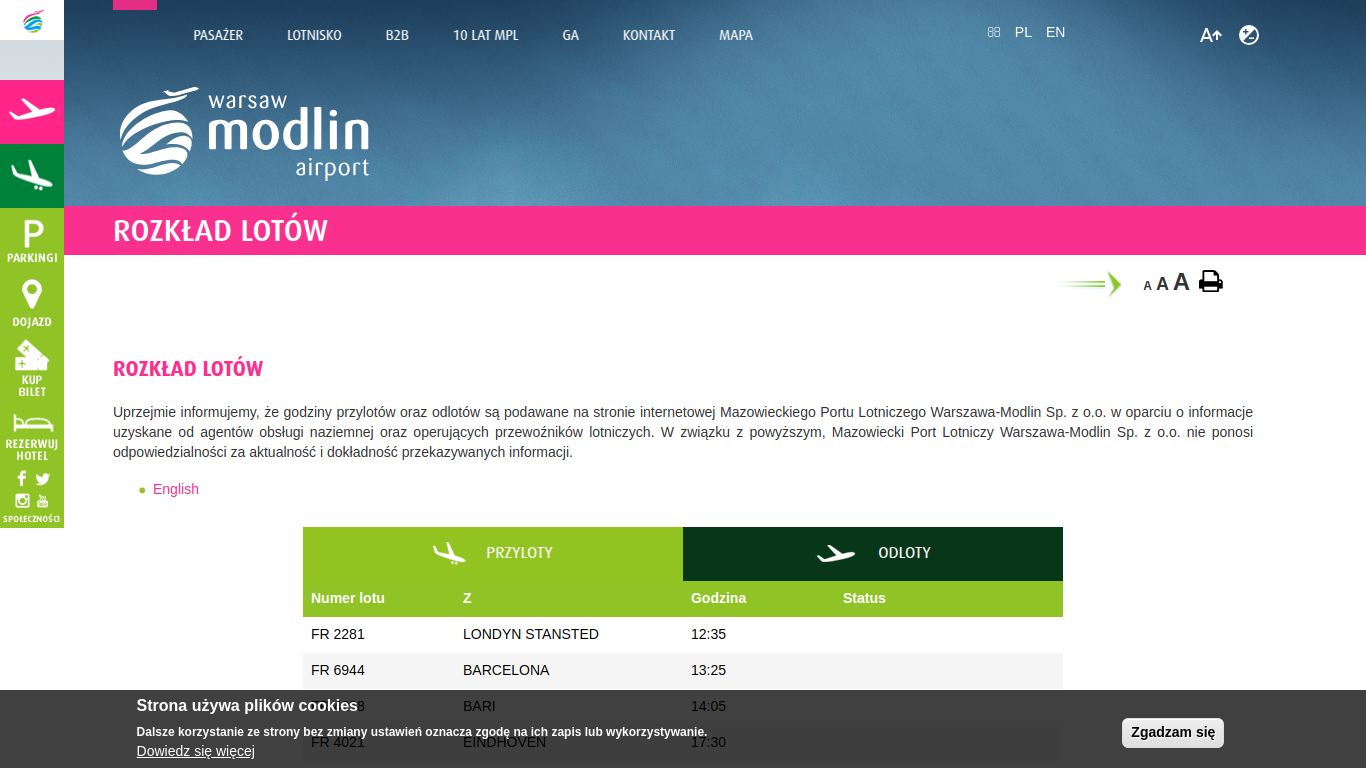 PASAŻER LOTNISKO B2B 10 LAT MPL GA KONTAKT MAPA
PL EN
A
warsaw
modlin
airport
P
PARKINGI
DOJAZD
KUP
BILET
REZERWUJ
HOTEL
SPOŁECZNOŚCI
ROZKŁAD LOTÓW
A A A
ROZKŁAD LOTÓW
Uprzejmie informujemy, że godziny przylotów oraz odlotów są podawane na stronie internetowej Mazowieckiego Portu Lotniczego Warszawa-Modlin Sp. z o.o. w oparciu o informacje
uzyskane od agentów obsługi naziemnej oraz operujących przewoźników lotniczych. W związku z powyższym, Mazowiecki Port Lotniczy Warszawa-Modlin Sp. z o.o. nie ponosi
odpowiedzialności za aktualność i dokładność przekazywanych informacji.
English
PRZYLOTY ODLOTY
Numer lotu Z Godzina Status
FR 2281 LONDYN STANSTED 12:35
FR 6944 BARCELONA 13:25
BARI 14:05
FR 4021 EINDHOVEN 17:30
Strona używa plików cookies
Dalsze korzystanie ze strony bez zmiany ustawień oznacza zgodę na ich zapis lub wykorzystywanie.
Dowiedz się więcej
Zgadzam się